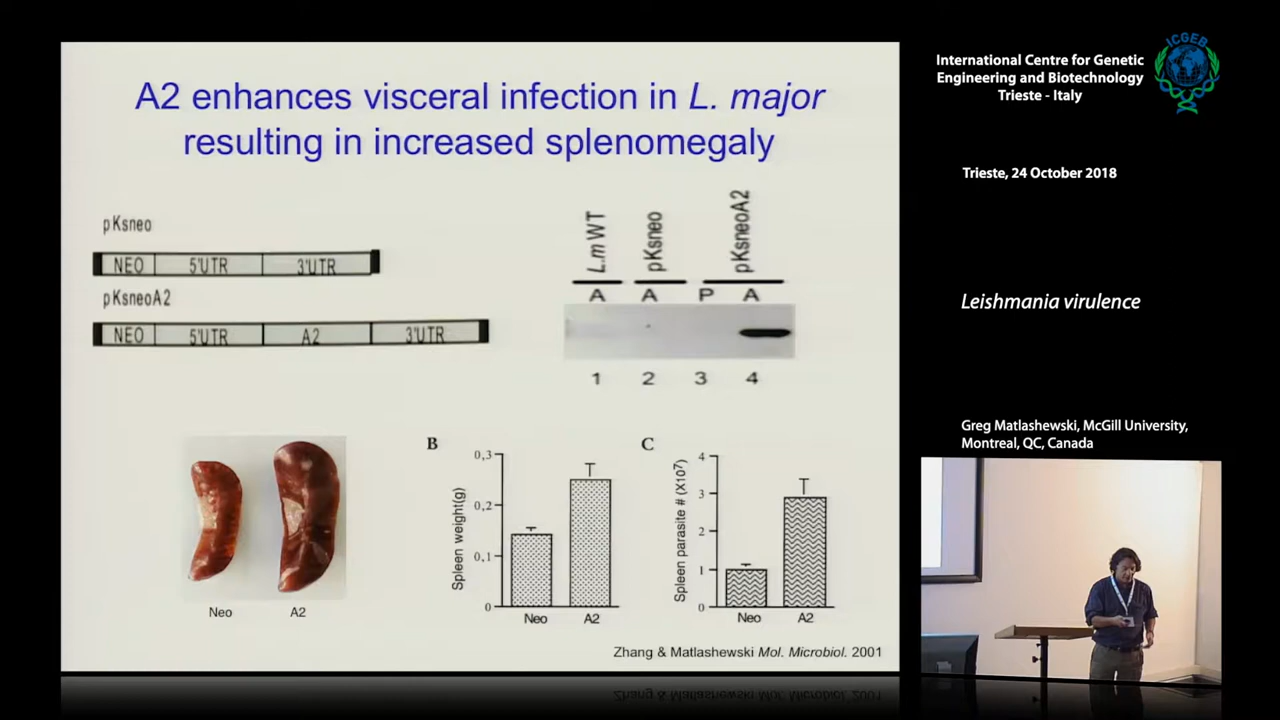 A2 enhances visceral infection in L. major
resulting in increased splenomegaly
pKsneo
NEO 5'UTR 3'UTR
pKsneoA2
NEO 5'UTR A2 3'UTR
L.m WT
pKsneo
pKsneoA2
A A P A
1 2 3 4
Neo A2
B
Spleen weight(g)
0,3
0,2
0,1
0
Neo A2
C
Spleen parasite # (X10⁷)
4
3
2
1
0
Neo A2
Zhang & Matlashewski Mol. Microbiol. 2001
International Centre for Genetic
Engineering and Biotechnology
Trieste - Italy
ICGEB
Trieste, 24 October 2018
Leishmania virulence
Greg Matlashewski, McGill University,
Montreal, QC, Canada